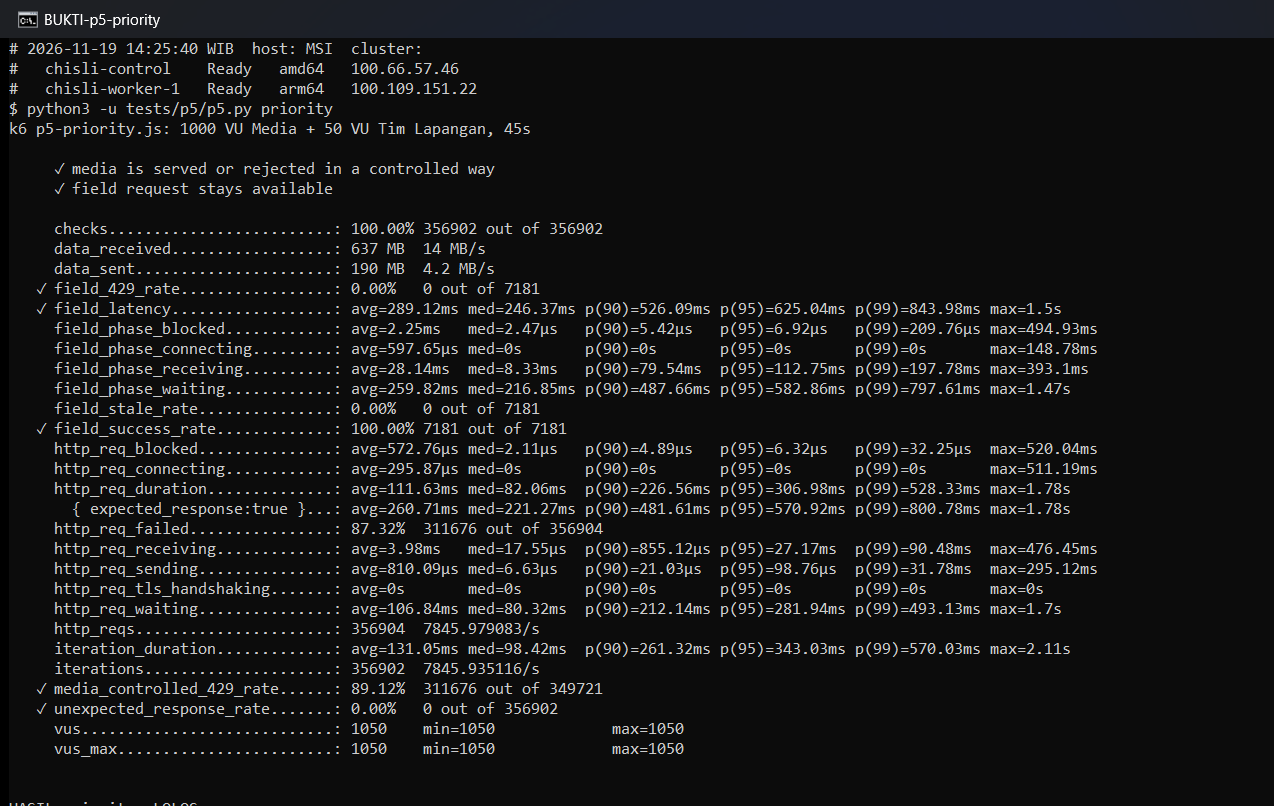 BUKTI-p5-priority
# 2026-11-19 14:25:40 WIB  host: MSI  cluster:
#   chisli-control    Ready   amd64   100.66.57.46
#   chisli-worker-1   Ready   arm64   100.109.151.22
$ python3 -u tests/p5/p5.py priority
k6 p5-priority.js: 1000 VU Media + 50 VU Tim Lapangan, 45s
✓ media is served or rejected in a controlled way
✓ field request stays available
checks.........................: 100.00% 356902 out of 356902
data_received..................: 637 MB  14 MB/s
data_sent......................: 190 MB  4.2 MB/s
✓ field_429_rate.................: 0.00%   0 out of 7181
✓ field_latency..................: avg=289.12ms med=246.37ms p(90)=526.09ms p(95)=625.04ms p(99)=843.98ms max=1.5s
field_phase_blocked............: avg=2.25ms   med=2.47µs   p(90)=5.42µs   p(95)=6.92µs   p(99)=209.76µs max=494.93ms
field_phase_connecting.........: avg=597.65µs med=0s       p(90)=0s       p(95)=0s       p(99)=0s       max=148.78ms
field_phase_receiving..........: avg=28.14ms  med=8.33ms   p(90)=79.54ms  p(95)=112.75ms p(99)=197.78ms max=393.1ms
field_phase_waiting............: avg=259.82ms med=216.85ms p(90)=487.66ms p(95)=582.86ms p(99)=797.61ms max=1.47s
field_stale_rate...............: 0.00%   0 out of 7181
✓ field_success_rate.............: 100.00% 7181 out of 7181
http_req_blocked...............: avg=572.76µs med=2.11µs   p(90)=4.89µs   p(95)=6.32µs   p(99)=32.25µs  max=520.04ms
http_req_connecting............: avg=295.87µs med=0s       p(90)=0s       p(95)=0s       p(99)=0s       max=511.19ms
http_req_duration..............: avg=111.63ms med=82.06ms  p(90)=226.56ms p(95)=306.98ms p(99)=528.33ms max=1.78s
{ expected_response:true }...: avg=260.71ms med=221.27ms p(90)=481.61ms p(95)=570.92ms p(99)=800.78ms max=1.78s
http_req_failed................: 87.32%  311676 out of 356904
http_req_receiving.............: avg=3.98ms   med=17.55µs  p(90)=855.12µs p(95)=27.17ms  p(99)=90.48ms  max=476.45ms
http_req_sending...............: avg=810.09µs med=6.63µs   p(90)=21.03µs  p(95)=98.76µs  p(99)=31.78ms  max=295.12ms
http_req_tls_handshaking.......: avg=0s       med=0s       p(90)=0s       p(95)=0s       p(99)=0s       max=0s
http_req_waiting...............: avg=106.84ms med=80.32ms  p(90)=212.14ms p(95)=281.94ms p(99)=493.13ms max=1.7s
http_reqs......................: 356904  7845.979083/s
iteration_duration.............: avg=131.05ms med=98.42ms  p(90)=261.32ms p(95)=343.03ms p(99)=570.03ms max=2.11s
iterations.....................: 356902  7845.935116/s
✓ media_controlled_429_rate......: 89.12%  311676 out of 349721
✓ unexpected_response_rate.......: 0.00%   0 out of 356902
vus............................: 1050    min=1050            max=1050
vus_max........................: 1050    min=1050            max=1050